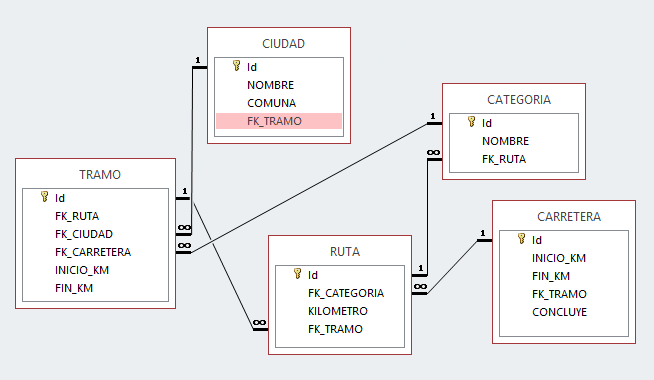 CIUDAD
Id
NOMBRE
COMUNA
FK_TRAMO
CATEGORIA
Id
NOMBRE
FK_RUTA
TRAMO
Id
FK_RUTA
FK_CIUDAD
FK_CARRETERA
INICIO_KM
FIN_KM
RUTA
Id
FK_CATEGORIA
KILOMETRO
FK_TRAMO
CARRETERA
Id
INICIO_KM
FIN_KM
FK_TRAMO
CONCLUYE
1
1
∞
1
∞
∞
1
∞
∞
1